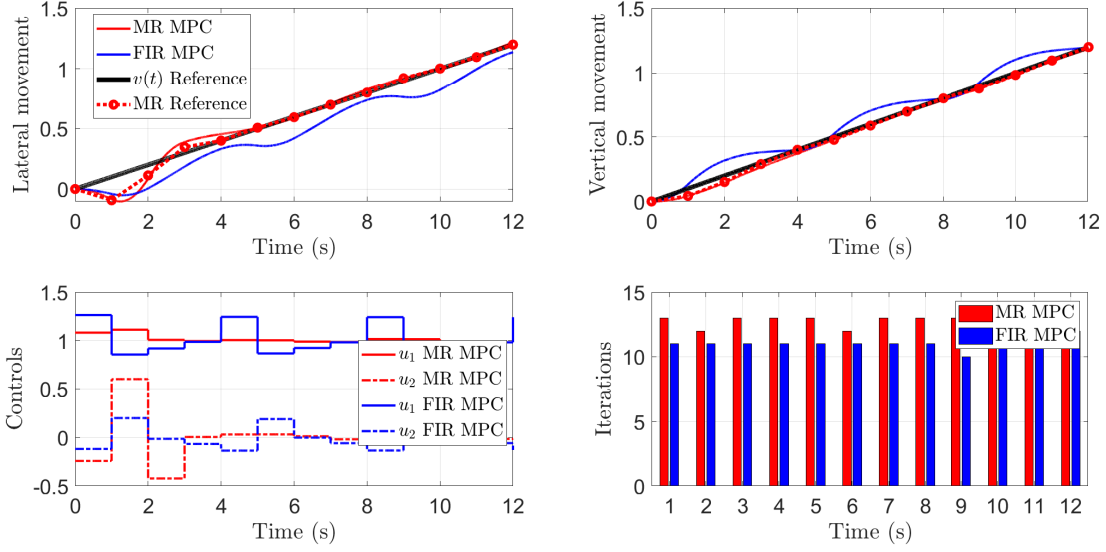 Lateral movement
1.5
1
0.5
0
0
2
4
6
8
10
12
Time (s)
MR MPC
FIR MPC
v(t) Reference
MR Reference
Vertical movement
1.5
1
0.5
0
0
2
4
6
8
10
12
Time (s)
Controls
1.5
1
0.5
0
-0.5
0
2
4
6
8
10
12
Time (s)
u₁ MR MPC
u₂ MR MPC
u₁ FIR MPC
u₂ FIR MPC
Iterations
15
10
5
0
1 2 3 4 5 6 7 8 9 10 11 12
Time (s)
MR MPC
FIR MPC